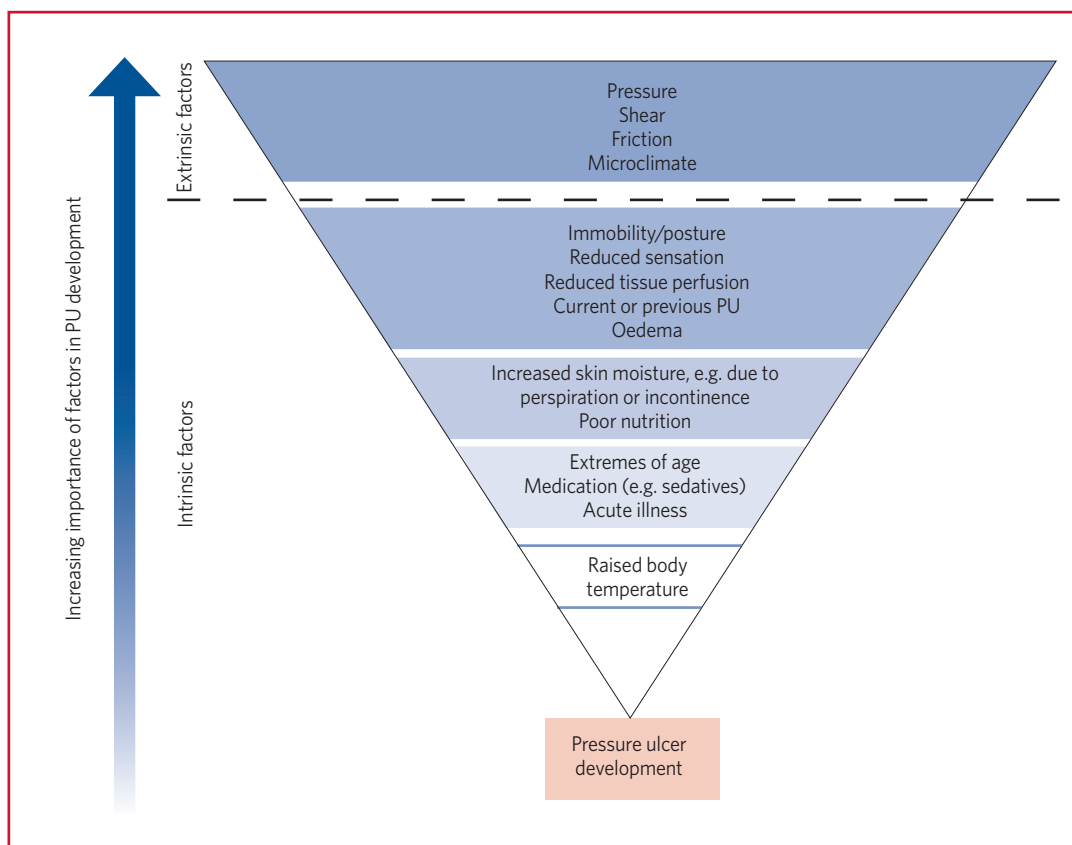 Increasing importance of factors in PU development
Extrinsic factors
Pressure
Shear
Friction
Microclimate
Intrinsic factors
Immobility/posture
Reduced sensation
Reduced tissue perfusion
Current or previous PU
Oedema
Increased skin moisture, e.g. due to
perspiration or incontinence
Poor nutrition
Extremes of age
Medication (e.g. sedatives)
Acute illness
Raised body
temperature
Pressure ulcer
development